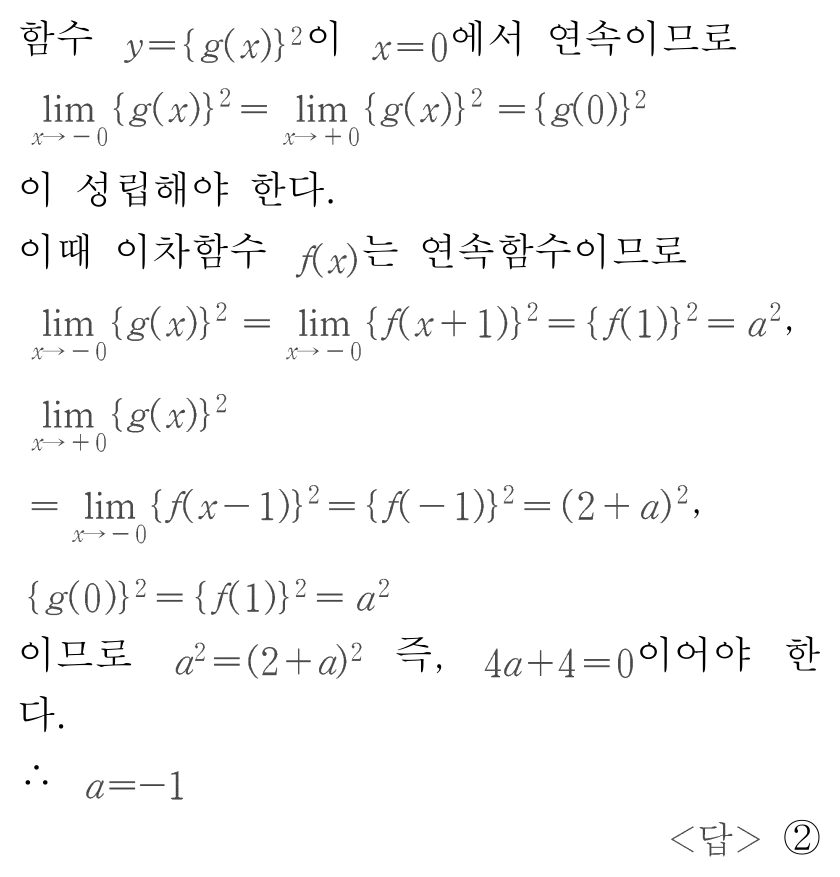 함수 y={g(x)}²이 x=0에서 연속이므로
lim_{x→-0}{g(x)}² = lim_{x→+0}{g(x)}² ={g(0)}²
이 성립해야 한다.
이때 이차함수 f(x)는 연속함수이므로
lim_{x→-0}{g(x)}² = lim_{x→-0}{f(x+1)}²={f(1)}²= a²,
lim_{x→+0}{g(x)}²
= lim_{x→-0}{f(x-1)}²={f(-1)}²=(2+a)²,
{g(0)}²={f(1)}²= a²
이므로 a²=(2+a)² 즉, 4a+4=0이어야 한
다.
∴ a=-1
<답> ②